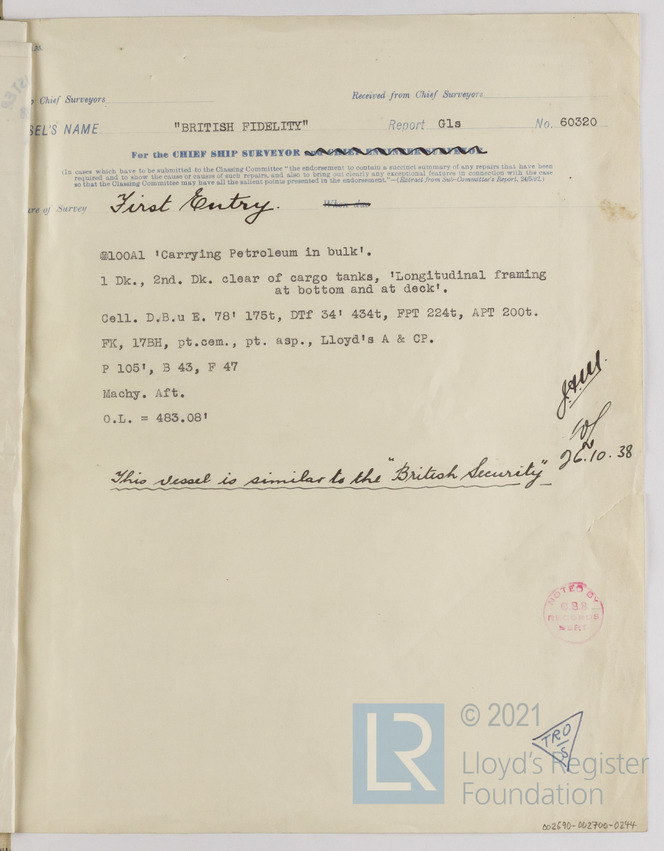 Chief Surveyors
Received from Chief Surveyors
SEL'S NAME "BRITISH FIDELITY" Report Gls No. 60320
For the CHIEF SHIP SURVEYOR
(In cases which have to be submitted to the Classing Committee "the endorsement to contain a succinct summary of any repairs that have been
required and to show the cause or causes of such repairs, and also to bring out clearly any exceptional features in connection with the case
so that the Classing Committee may have all the salient points presented in the endorsement."—(Extract from Sub-Committee's Report, 24/5/92.)
ure of Survey First Entry. When due
✠100A1 'Carrying Petroleum in bulk'.
1 Dk., 2nd. Dk. clear of cargo tanks, 'Longitudinal framing
at bottom and at deck'.
Cell. D.B.u E. 78' 175t, DTf 34' 434t, FPT 224t, APT 200t.
FK, 17BH, pt.cem., pt. asp., Lloyd's A & CP.
P 105', B 43, F 47
Machy. Aft.
O.L. = 483.08'
26.10.38
This vessel is similar to the "British Security"
NOTED
LR
© 2021
Lloyd's Register
Foundation
TRO
002690-002700-0294